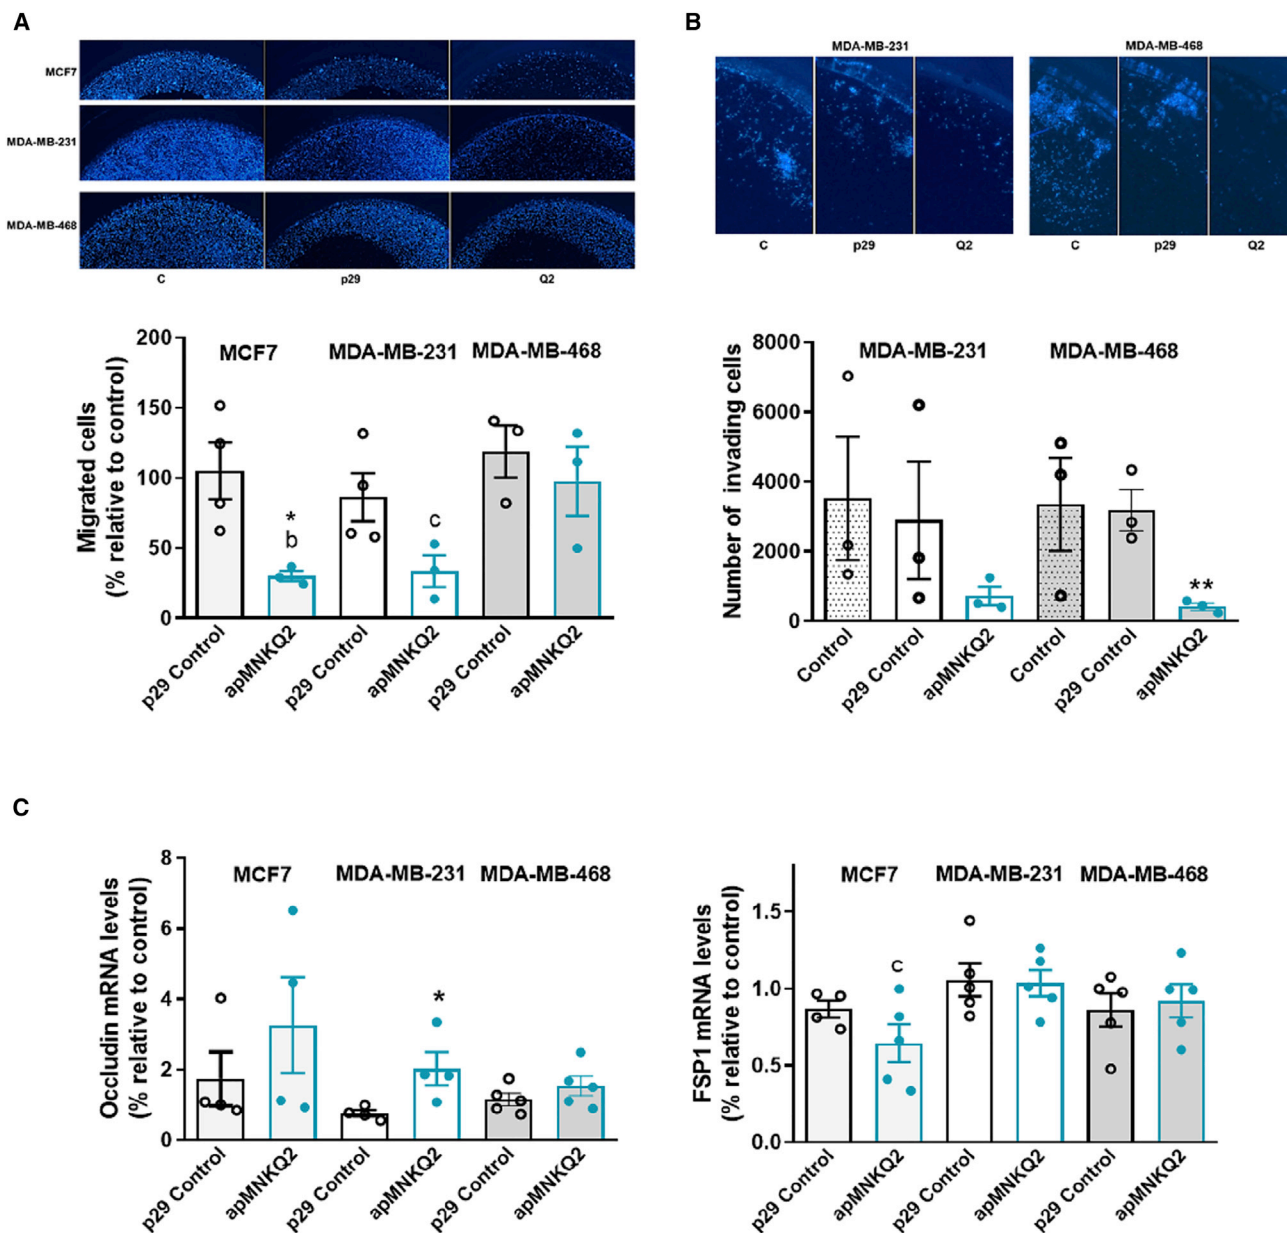 A
MCF7
MDA-MB-231
MDA-MB-468
C p29 Q2
B
MDA-MB-231 MDA-MB-468
C p29 Q2 C p29 Q2
Migrated cells
(% relative to control)
200
150
100
50
0
MCF7 MDA-MB-231 MDA-MB-468
*
b
c
p29 Control apMNKQ2 p29 Control apMNKQ2 p29 Control apMNKQ2
Number of invading cells
8000
6000
4000
2000
0
MDA-MB-231 MDA-MB-468
**
Control p29 Control apMNKQ2 Control p29 Control apMNKQ2
C
Occludin mRNA levels
(% relative to control)
8
6
4
2
0
MCF7 MDA-MB-231 MDA-MB-468
*
p29 Control apMNKQ2 p29 Control apMNKQ2 p29 Control apMNKQ2
FSP1 mRNA levels
(% relative to control)
1.5
1.0
0.5
0.0
MCF7 MDA-MB-231 MDA-MB-468
c
p29 Control apMNKQ2 p29 Control apMNKQ2 p29 Control apMNKQ2